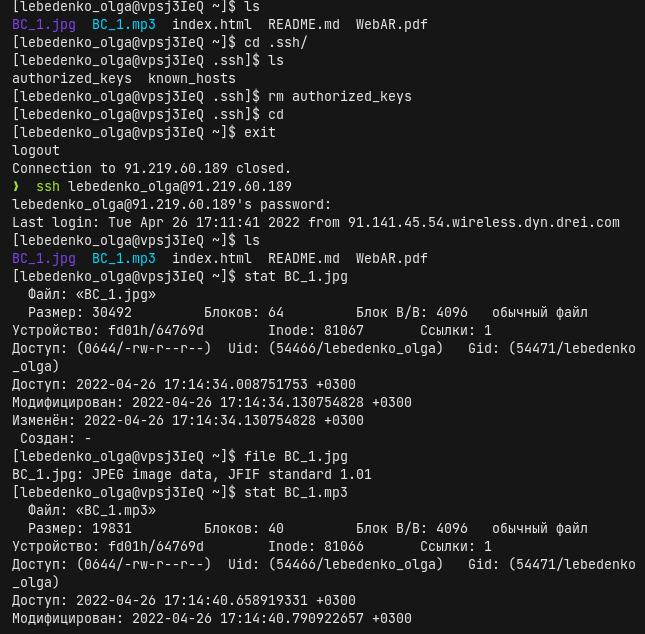 [lebedenko_olga@vpsj3IeQ ~]$ ls
BC_1.jpg  BC_1.mp3  index.html  README.md  WebAR.pdf
[lebedenko_olga@vpsj3IeQ ~]$ cd .ssh/
[lebedenko_olga@vpsj3IeQ .ssh]$ ls
authorized_keys  known_hosts
[lebedenko_olga@vpsj3IeQ .ssh]$ rm authorized_keys
[lebedenko_olga@vpsj3IeQ .ssh]$ cd
[lebedenko_olga@vpsj3IeQ ~]$ exit
logout
Connection to 91.219.60.189 closed.
❯  ssh lebedenko_olga@91.219.60.189
lebedenko_olga@91.219.60.189's password:
Last login: Tue Apr 26 17:11:41 2022 from 91.141.45.54.wireless.dyn.drei.com
[lebedenko_olga@vpsj3IeQ ~]$ ls
BC_1.jpg  BC_1.mp3  index.html  README.md  WebAR.pdf
[lebedenko_olga@vpsj3IeQ ~]$ stat BC_1.jpg
  Файл: «BC_1.jpg»
  Размер: 30492         Блоков: 64         Блок В/В: 4096   обычный файл
Устройство: fd01h/64769d        Inode: 81067       Ссылки: 1
Доступ: (0644/-rw-r--r--)  Uid: (54466/lebedenko_olga)   Gid: (54471/lebedenko
_olga)
Доступ: 2022-04-26 17:14:34.008751753 +0300
Модифицирован: 2022-04-26 17:14:34.130754828 +0300
Изменён: 2022-04-26 17:14:34.130754828 +0300
 Создан: -
[lebedenko_olga@vpsj3IeQ ~]$ file BC_1.jpg
BC_1.jpg: JPEG image data, JFIF standard 1.01
[lebedenko_olga@vpsj3IeQ ~]$ stat BC_1.mp3
  Файл: «BC_1.mp3»
  Размер: 19831         Блоков: 40         Блок В/В: 4096   обычный файл
Устройство: fd01h/64769d        Inode: 81066       Ссылки: 1
Доступ: (0644/-rw-r--r--)  Uid: (54466/lebedenko_olga)   Gid: (54471/lebedenko
_olga)
Доступ: 2022-04-26 17:14:40.658919331 +0300
Модифицирован: 2022-04-26 17:14:40.790922657 +0300